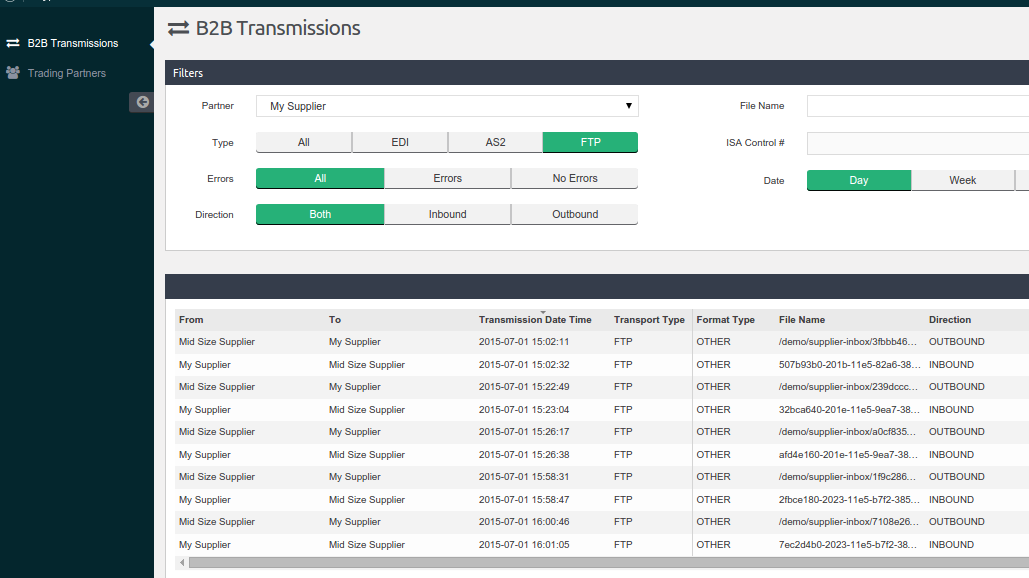 B2B Transmissions
Trading Partners
B2B Transmissions
Filters
Partner My Supplier File Name
Type All EDI AS2 FTP ISA Control #
Errors All Errors No Errors Date Day Week
Direction Both Inbound Outbound
From To Transmission Date Time Transport Type Format Type File Name Direction
Mid Size Supplier My Supplier 2015-07-01 15:02:11 FTP OTHER /demo/supplier-inbox/3fbbb46... OUTBOUND
My Supplier Mid Size Supplier 2015-07-01 15:02:32 FTP OTHER 507b93b0-201b-11e5-82a6-38... INBOUND
Mid Size Supplier My Supplier 2015-07-01 15:22:49 FTP OTHER /demo/supplier-inbox/239dccc... OUTBOUND
My Supplier Mid Size Supplier 2015-07-01 15:23:04 FTP OTHER 32bca640-201e-11e5-9ea7-38... INBOUND
Mid Size Supplier My Supplier 2015-07-01 15:26:17 FTP OTHER /demo/supplier-inbox/a0cf835... OUTBOUND
My Supplier Mid Size Supplier 2015-07-01 15:26:38 FTP OTHER afd4e160-201e-11e5-9ea7-38... INBOUND
Mid Size Supplier My Supplier 2015-07-01 15:58:31 FTP OTHER /demo/supplier-inbox/1f9c286... OUTBOUND
My Supplier Mid Size Supplier 2015-07-01 15:58:47 FTP OTHER 2fbce180-2023-11e5-b7f2-385... INBOUND
Mid Size Supplier My Supplier 2015-07-01 16:00:46 FTP OTHER /demo/supplier-inbox/7108e26... OUTBOUND
My Supplier Mid Size Supplier 2015-07-01 16:01:05 FTP OTHER 7ec2d4b0-2023-11e5-b7f2-38... INBOUND